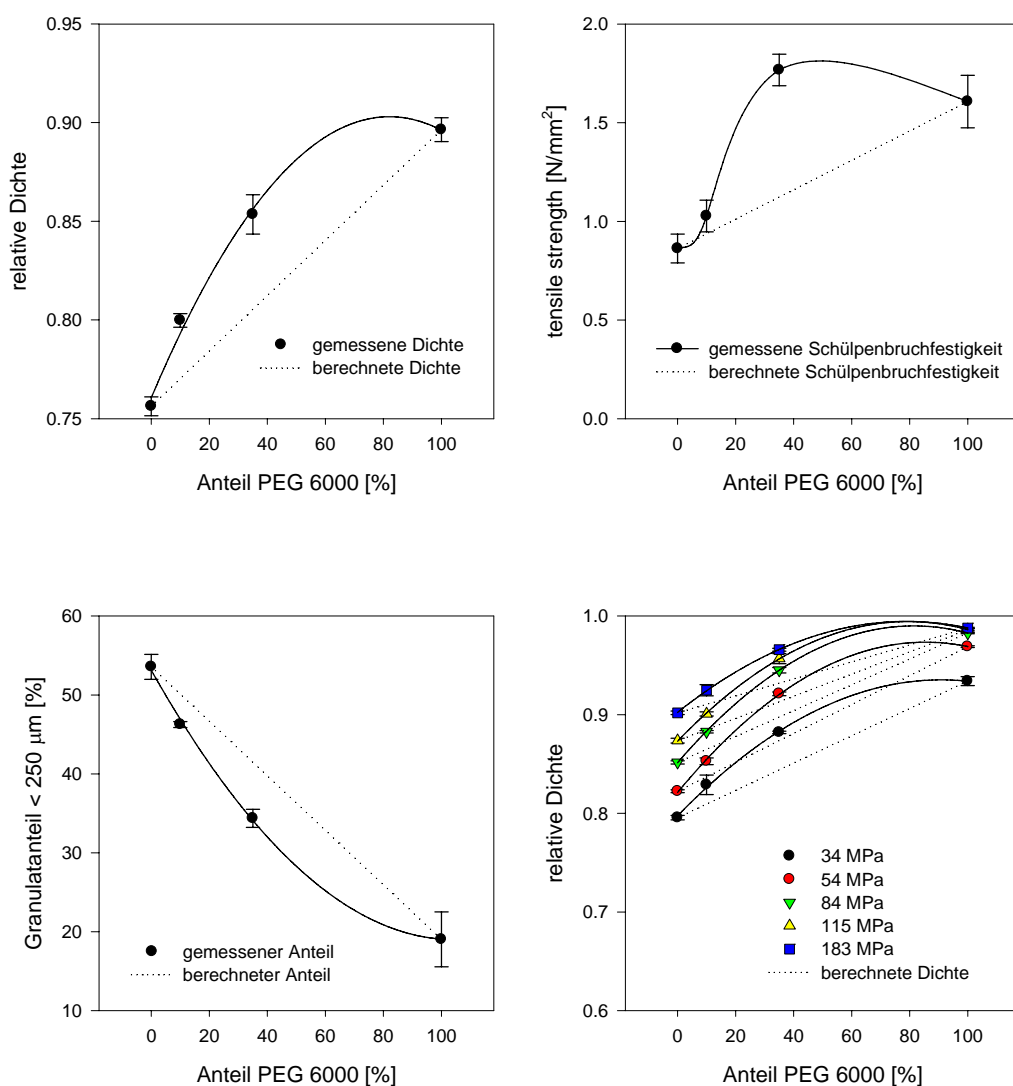 relative Dichte
0.95
0.90
0.85
0.80
0.75
gemessene Dichte
berechnete Dichte
0 20 40 60 80 100
Anteil PEG 6000 [%]
tensile strength [N/mm²]
2.0
1.5
1.0
0.5
0.0
gemessene Schülpenbruchfestigkeit
berechnete Schülpenbruchfestigkeit
0 20 40 60 80 100
Anteil PEG 6000 [%]
Granulatanteil < 250 µm [%]
60
50
40
30
20
10
gemessener Anteil
berechneter Anteil
0 20 40 60 80 100
Anteil PEG 6000 [%]
relative Dichte
1.0
0.9
0.8
0.7
0.6
34 MPa
54 MPa
84 MPa
115 MPa
183 MPa
berechnete Dichte
0 20 40 60 80 100
Anteil PEG 6000 [%]